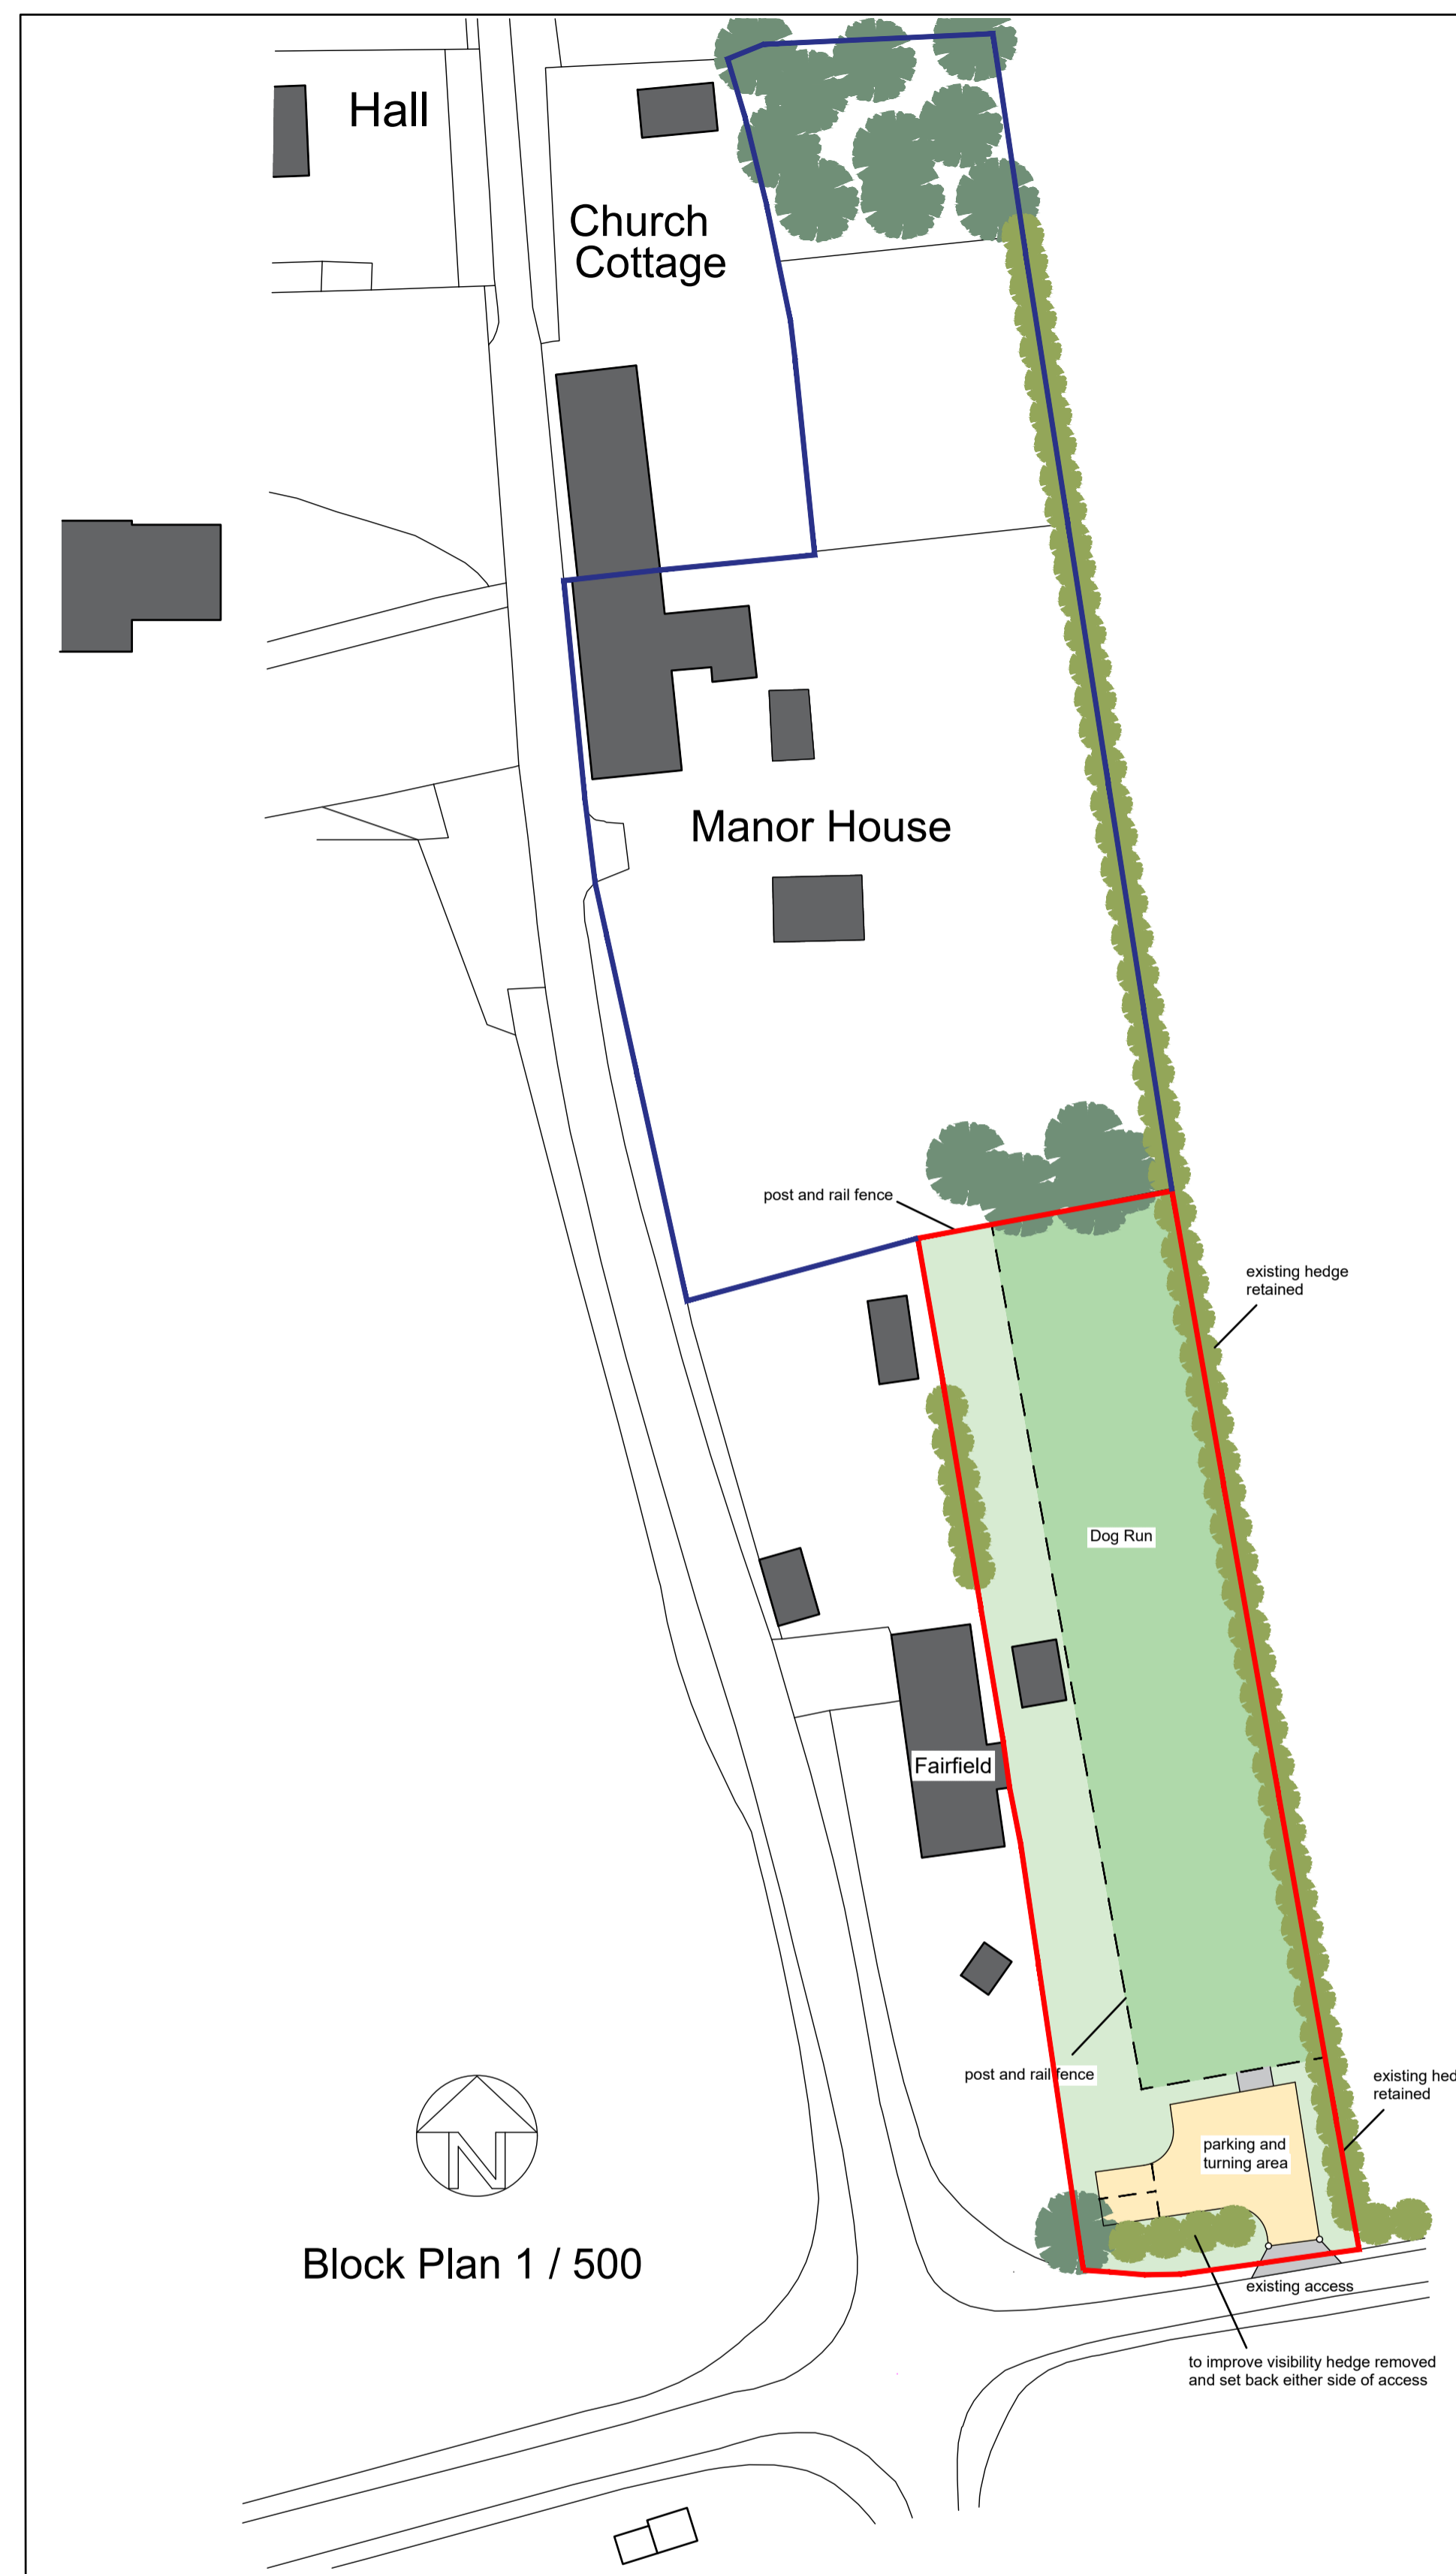 Hall
Church
Cottage
Manor House
post and rail fence
existing hedge
retained
Dog Run
Fairfield
post and rail fence
existing hed
retained
parking and
turning area
N
Block Plan 1 / 500
existing access
to improve visibility hedge removed
and set back either side of access